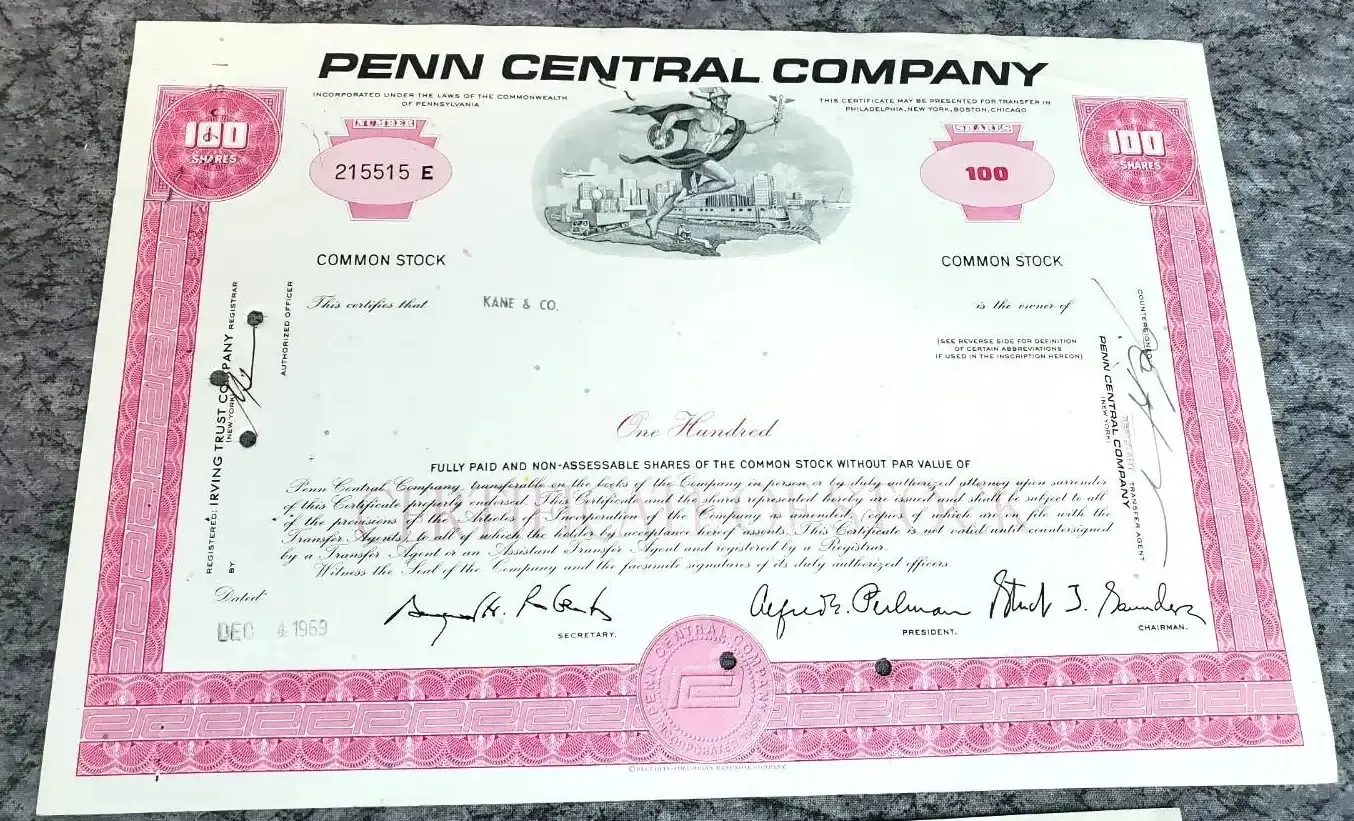 PENN CENTRAL COMPANY
INCORPORATED UNDER THE LAWS OF THE COMMONWEALTH
OF PENNSYLVANIA
THIS CERTIFICATE MAY BE PRESENTED FOR TRANSFER IN
PHILADELPHIA, NEW YORK, BOSTON, CHICAGO
100
SHARES
NUMBER
215515 E
SHARES
100
100
SHARES
COMMON STOCK
COMMON STOCK
This certifies that
KANE & CO.
is the owner of
(SEE REVERSE SIDE FOR DEFINITION
OF CERTAIN ABBREVIATIONS
IF USED IN THE INSCRIPTION HEREON)
One Hundred
FULLY PAID AND NON-ASSESSABLE SHARES OF THE COMMON STOCK WITHOUT PAR VALUE OF
CERTIFICATE OF STOCK
Penn Central Company, transferable on the books of the Company in person or by duly authorized attorney upon surrender
of this Certificate properly endorsed. This Certificate and the shares represented hereby are issued and shall be subject to all
of the provisions of the Articles of Incorporation of the Company as amended, copies of which are on file with the
Transfer Agents, to all of which the holder by acceptance hereof assents. This Certificate is not valid until countersigned
by a Transfer Agent or an Assistant Transfer Agent and registered by a Registrar.
Witness the Seal of the Company and the facsimile signatures of its duly authorized officers.
Dated
DEC 4 1969
SECRETARY.
Alfred E. Perlman
PRESIDENT.
Stuart T. Saunders
CHAIRMAN.
REGISTERED: IRVING TRUST COMPANY REGISTRAR
(NEW YORK)
BY
AUTHORIZED OFFICER
COUNTERSIGNED:
PENN CENTRAL COMPANY
(NEW YORK)
TRANSFER AGENT
PENN CENTRAL COMPANY
INCORPORATED
© SECURITY-COLUMBIAN BANKNOTE COMPANY